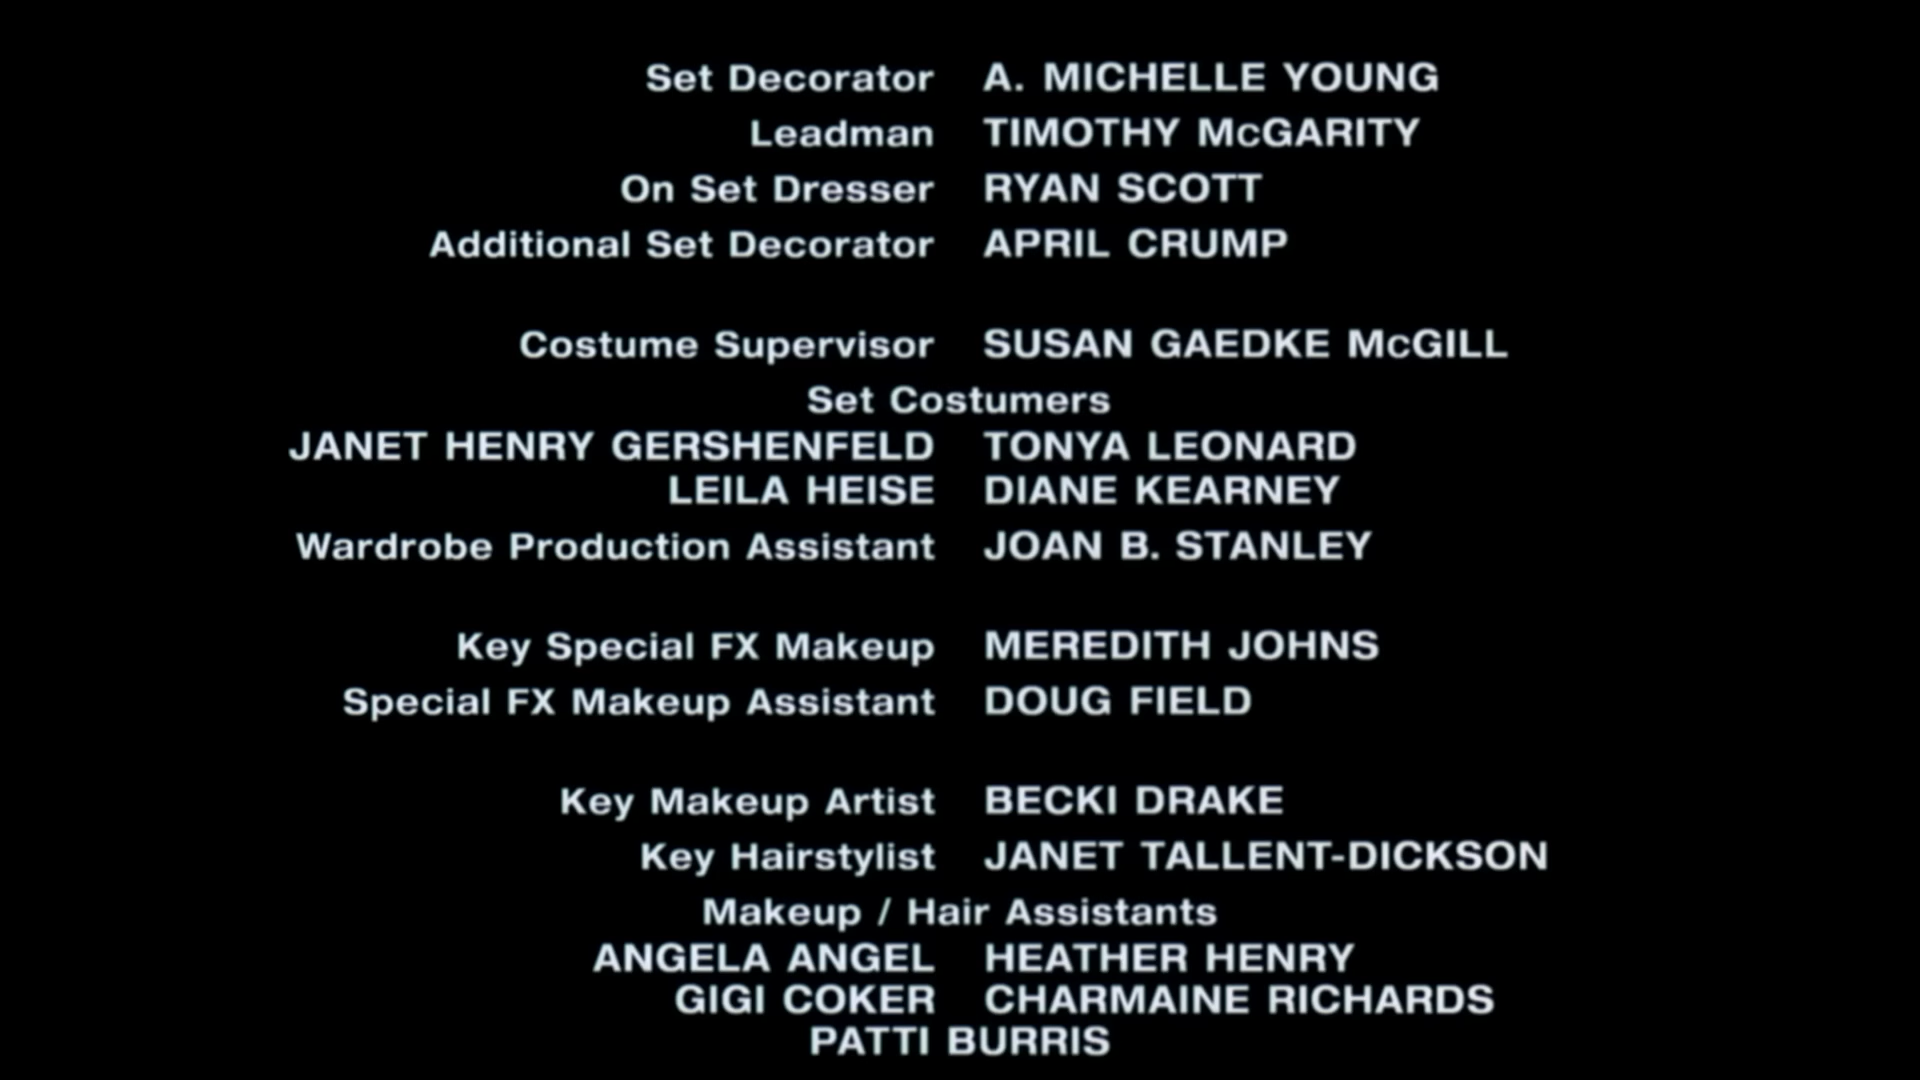 Set Decorator A. MICHELLE YOUNG
Leadman TIMOTHY McGARITY
On Set Dresser RYAN SCOTT
Additional Set Decorator APRIL CRUMP
Costume Supervisor SUSAN GAEDKE McGILL
Set Costumers
JANET HENRY GERSHENFELD TONYA LEONARD
LEILA HEISE DIANE KEARNEY
Wardrobe Production Assistant JOAN B. STANLEY
Key Special FX Makeup MEREDITH JOHNS
Special FX Makeup Assistant DOUG FIELD
Key Makeup Artist BECKI DRAKE
Key Hairstylist JANET TALLENT-DICKSON
Makeup / Hair Assistants
ANGELA ANGEL HEATHER HENRY
GIGI COKER CHARMAINE RICHARDS
PATTI BURRIS